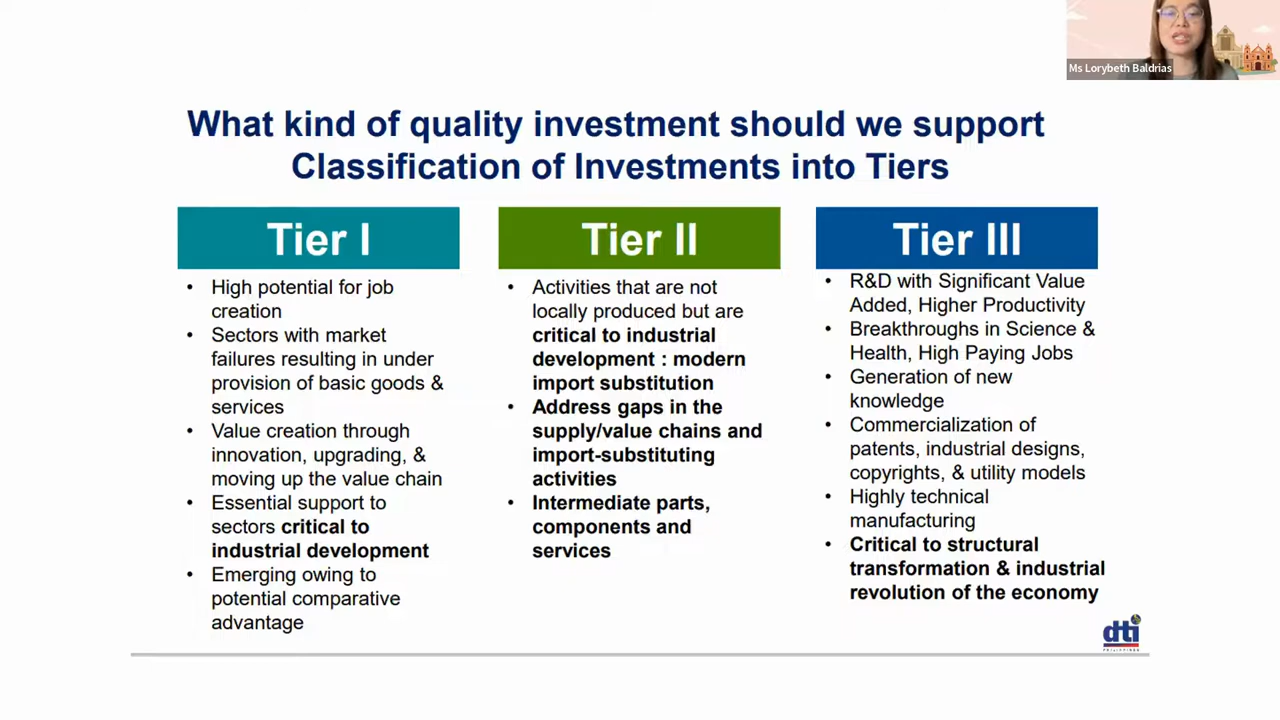 Ms Lorybeth Baldrias
What kind of quality investment should we support
Classification of Investments into Tiers
Tier I
• High potential for job
creation
• Sectors with market
failures resulting in under
provision of basic goods &
services
• Value creation through
innovation, upgrading, &
moving up the value chain
• Essential support to
sectors critical to
industrial development
• Emerging owing to
potential comparative
advantage
Tier II
• Activities that are not
locally produced but are
critical to industrial
development : modern
import substitution
• Address gaps in the
supply/value chains and
import-substituting
activities
• Intermediate parts,
components and
services
Tier III
• R&D with Significant Value
Added, Higher Productivity
• Breakthroughs in Science &
Health, High Paying Jobs
• Generation of new
knowledge
• Commercialization of
patents, industrial designs,
copyrights, & utility models
• Highly technical
manufacturing
• Critical to structural
transformation & industrial
revolution of the economy
dti
PHILIPPINES